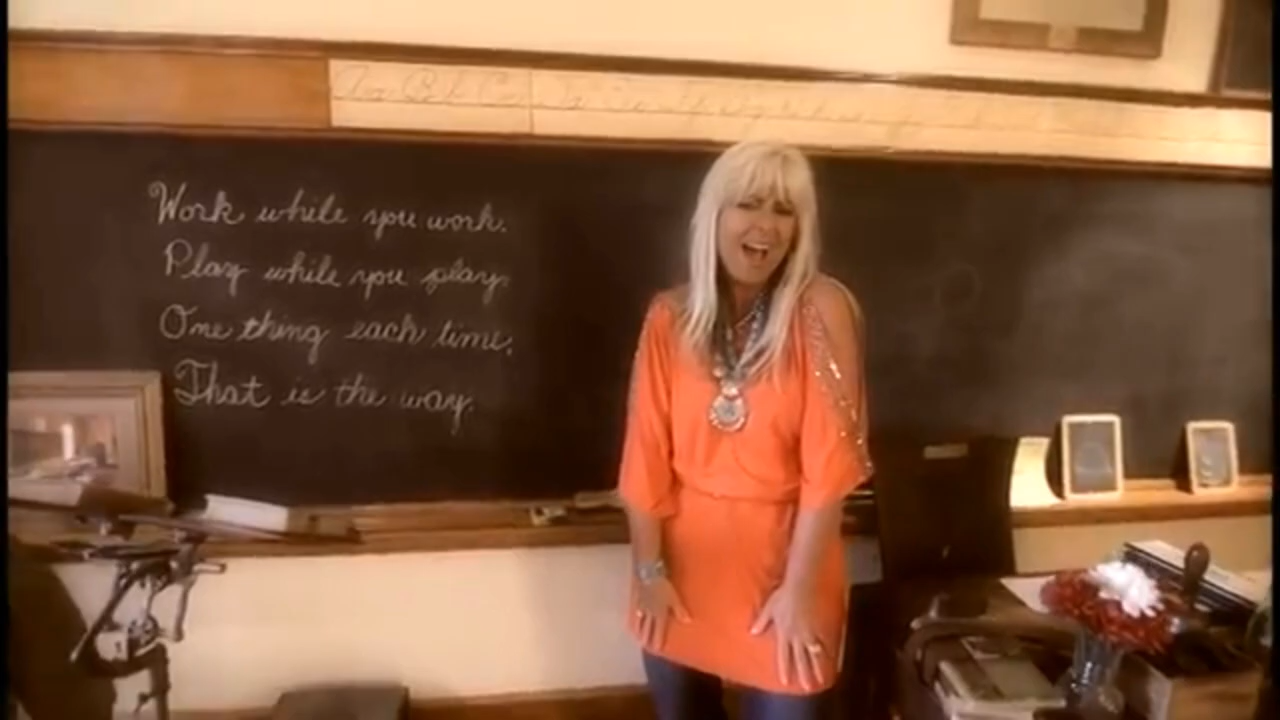 Work while you work.
Play while you play.
One thing each time.
That is the way.